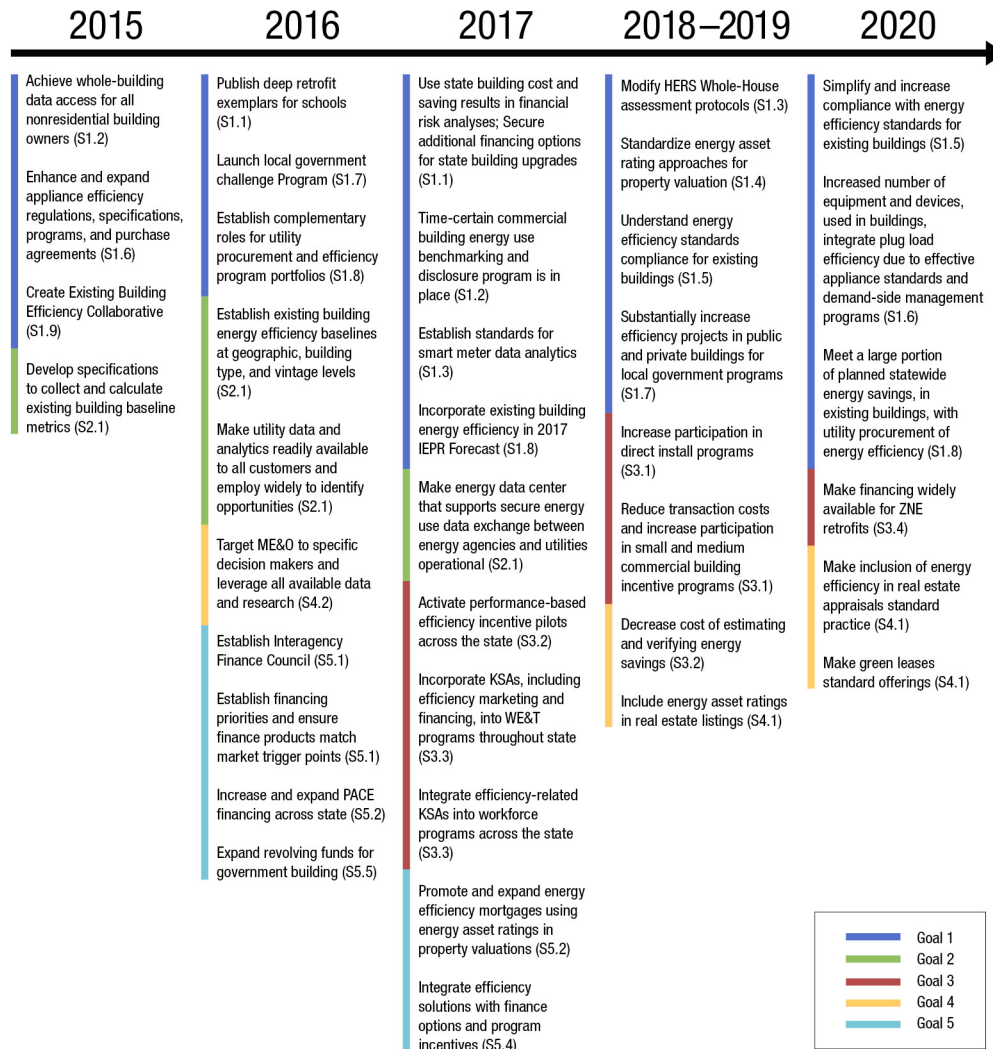 2015
2016
2017
2018–2019
2020
Achieve whole-building
data access for all
nonresidential building
owners (S1.2)
Enhance and expand
appliance efficiency
regulations, specifications,
programs, and purchase
agreements (S1.6)
Create Existing Building
Efficiency Collaborative
(S1.9)
Develop specifications
to collect and calculate
existing building baseline
metrics (S2.1)
Publish deep retrofit
exemplars for schools
(S1.1)
Launch local government
challenge Program (S1.7)
Establish complementary
roles for utility
procurement and efficiency
program portfolios (S1.8)
Establish existing building
energy efficiency baselines
at geographic, building
type, and vintage levels
(S2.1)
Make utility data and
analytics readily available
to all customers and
employ widely to identify
opportunities (S2.1)
Target ME&O to specific
decision makers and
leverage all available data
and research (S4.2)
Establish Interagency
Finance Council (S5.1)
Establish financing
priorities and ensure
finance products match
market trigger points (S5.1)
Increase and expand PACE
financing across state (S5.2)
Expand revolving funds for
government building (S5.5)
Use state building cost and
saving results in financial
risk analyses; Secure
additional financing options
for state building upgrades
(S1.1)
Time-certain commercial
building energy use
benchmarking and
disclosure program is in
place (S1.2)
Establish standards for
smart meter data analytics
(S1.3)
Incorporate existing building
energy efficiency in 2017
IEPR Forecast (S1.8)
Make energy data center
that supports secure energy
use data exchange between
energy agencies and utilities
operational (S2.1)
Activate performance-based
efficiency incentive pilots
across the state (S3.2)
Incorporate KSAs, including
efficiency marketing and
financing, into WE&T
programs throughout state
(S3.3)
Integrate efficiency-related
KSAs into workforce
programs across the state
(S3.3)
Promote and expand energy
efficiency mortgages using
energy asset ratings in
property valuations (S5.2)
Integrate efficiency
solutions with finance
options and program
incentives (S5.4)
Modify HERS Whole-House
assessment protocols (S1.3)
Standardize energy asset
rating approaches for
property valuation (S1.4)
Understand energy
efficiency standards
compliance for existing
buildings (S1.5)
Substantially increase
efficiency projects in public
and private buildings for
local government programs
(S1.7)
Increase participation in
direct install programs
(S3.1)
Reduce transaction costs
and increase participation
in small and medium
commercial building
incentive programs (S3.1)
Decrease cost of estimating
and verifying energy
savings (S3.2)
Include energy asset ratings
in real estate listings (S4.1)
Simplify and increase
compliance with energy
efficiency standards for
existing buildings (S1.5)
Increased number of
equipment and devices,
used in buildings,
integrate plug load
efficiency due to effective
appliance standards and
demand-side management
programs (S1.6)
Meet a large portion
of planned statewide
energy savings, in
existing buildings, with
utility procurement of
energy efficiency (S1.8)
Make financing widely
available for ZNE
retrofits (S3.4)
Make inclusion of energy
efficiency in real estate
appraisals standard
practice (S4.1)
Make green leases
standard offerings (S4.1)
Goal 1
Goal 2
Goal 3
Goal 4
Goal 5